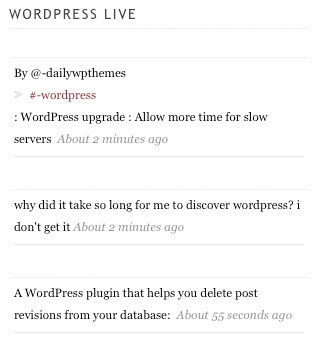 WORDPRESS LIVE
By @-dailywpthemes
> #-wordpress
: WordPress upgrade : Allow more time for slow
servers About 2 minutes ago
why did it take so long for me to discover wordpress? i
don't get it About 2 minutes ago
A WordPress plugin that helps you delete post
revisions from your database: About 55 seconds ago